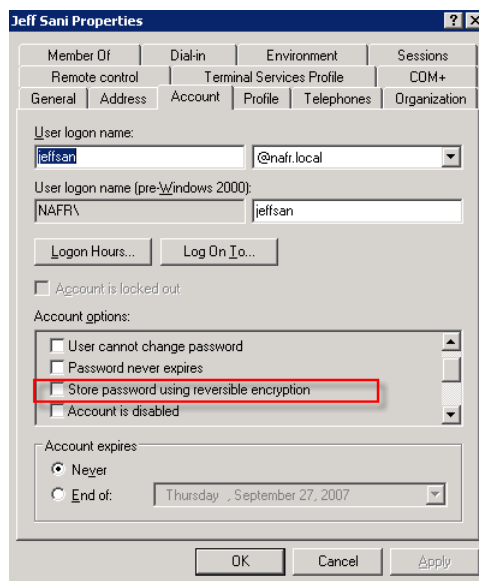 Jeff Sani Properties
Member Of Dial-in Environment Sessions
Remote control Terminal Services Profile COM+
General Address Account Profile Telephones Organization
User logon name:
jeffsan @nafr.local
User logon name (pre-Windows 2000):
NAFR\ jeffsan
Logon Hours... Log On To...
Account is locked out
Account options:
User cannot change password
Password never expires
Store password using reversible encryption
Account is disabled
Account expires
Never
End of: Thursday , September 27, 2007
OK Cancel Apply